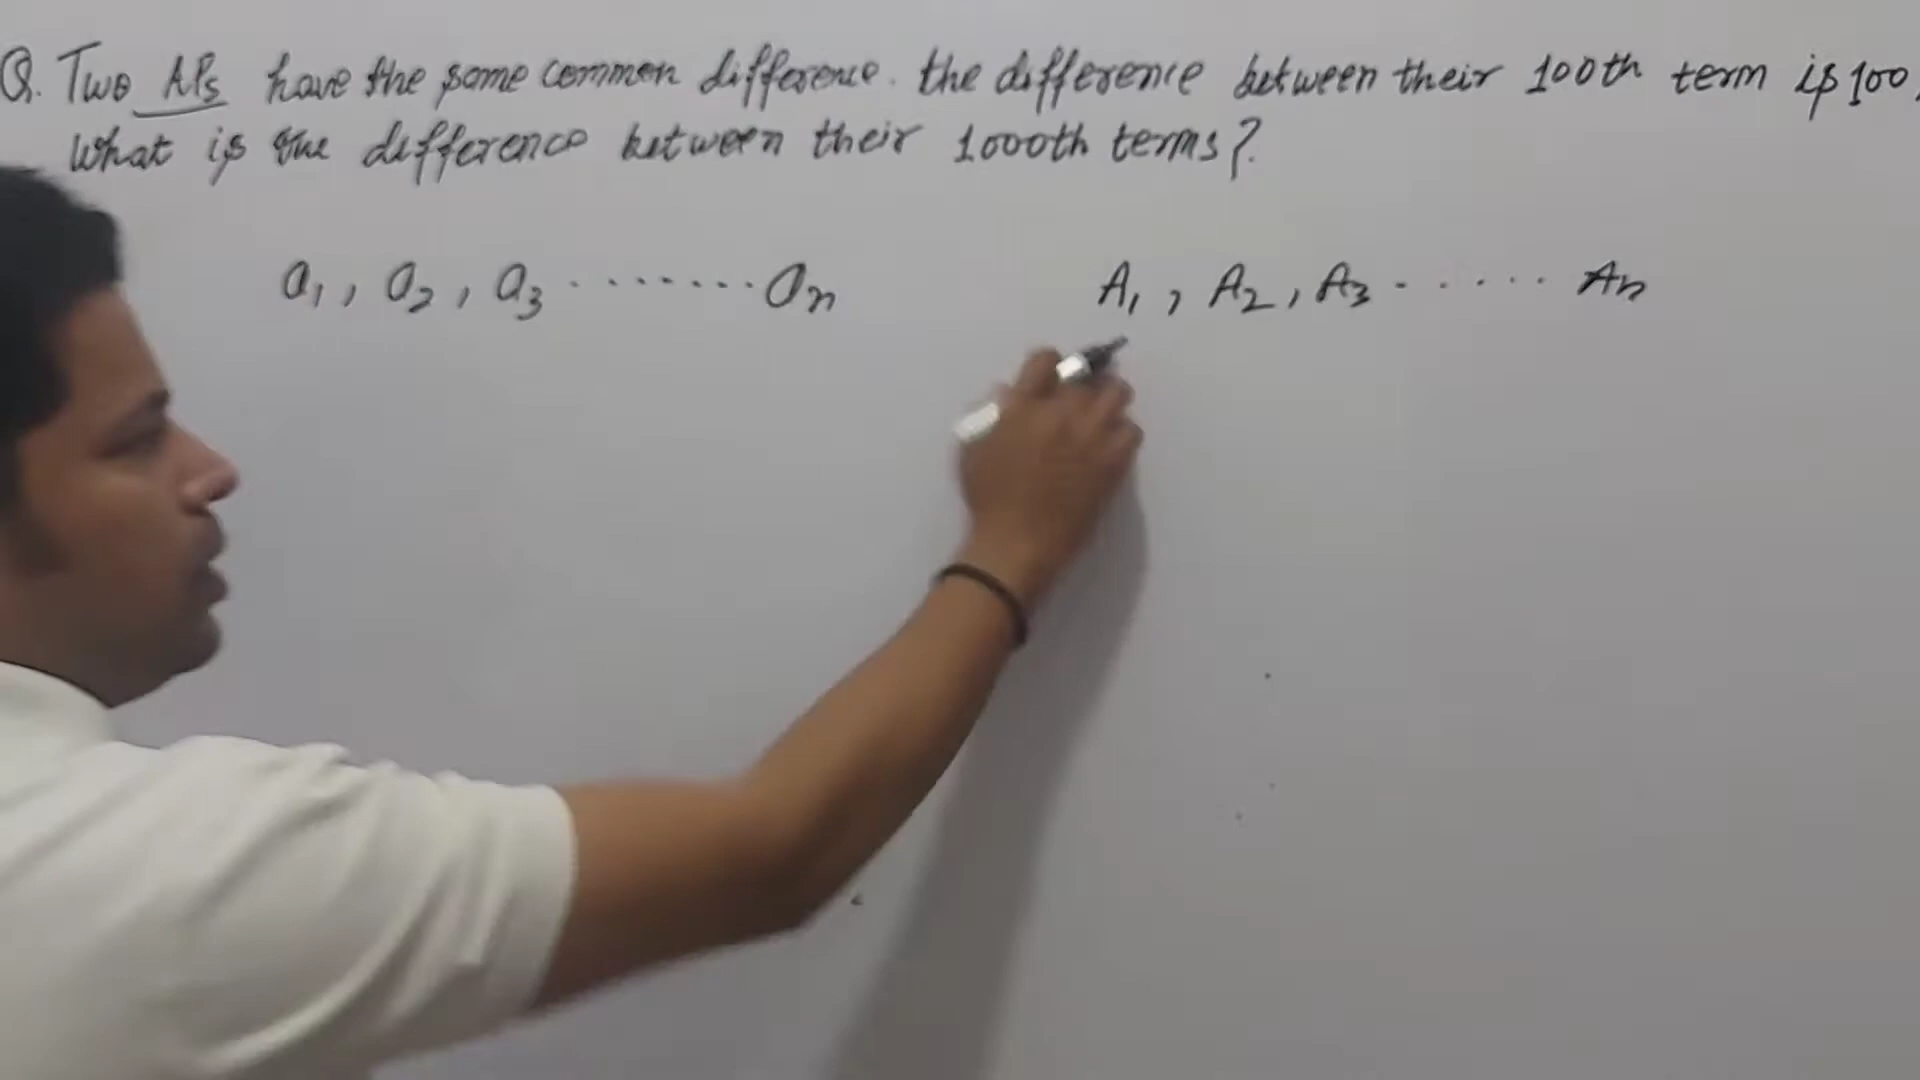 Q. Two APs have the same common difference. the difference between their 100th term is 100,
What is the difference between their 1000th terms?
a₁, a₂, a₃ ....... aₙ A₁, A₂, A₃ ...... Aₙ